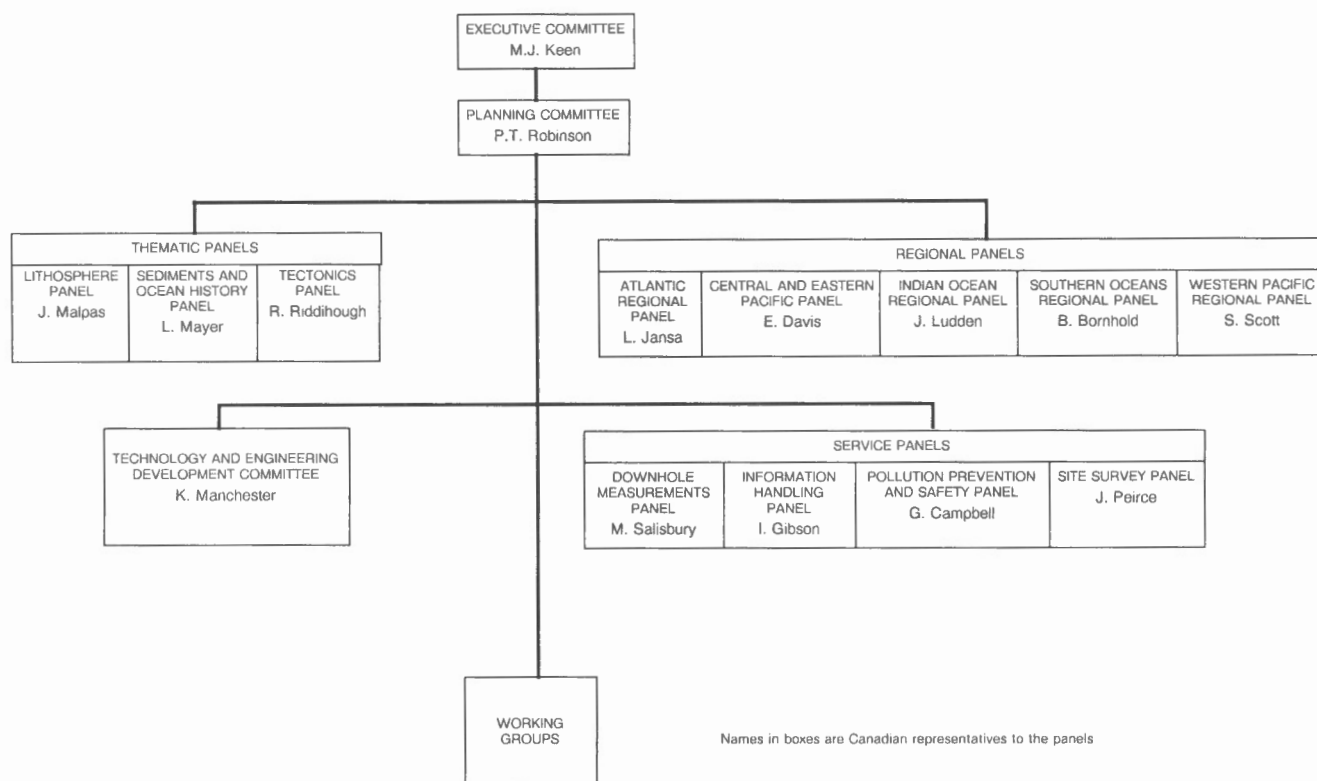 EXECUTIVE COMMITTEE
M.J. Keen
PLANNING COMMITTEE
P.T. Robinson
THEMATIC PANELS
LITHOSPHERE
PANEL
J. Malpas
SEDIMENTS AND
OCEAN HISTORY
PANEL
L. Mayer
TECTONICS
PANEL
R. Riddihough
REGIONAL PANELS
ATLANTIC
REGIONAL
PANEL
L. Jansa
CENTRAL AND EASTERN
PACIFIC PANEL
E. Davis
INDIAN OCEAN
REGIONAL PANEL
J. Ludden
SOUTHERN OCEANS
REGIONAL PANEL
B. Bornhold
WESTERN PACIFIC
REGIONAL PANEL
S. Scott
TECHNOLOGY AND ENGINEERING
DEVELOPMENT COMMITTEE
K. Manchester
SERVICE PANELS
DOWNHOLE
MEASUREMENTS
PANEL
M. Salisbury
INFORMATION
HANDLING
PANEL
I. Gibson
POLLUTION PREVENTION
AND SAFETY PANEL
G. Campbell
SITE SURVEY PANEL
J. Peirce
WORKING
GROUPS
Names in boxes are Canadian representatives to the panels